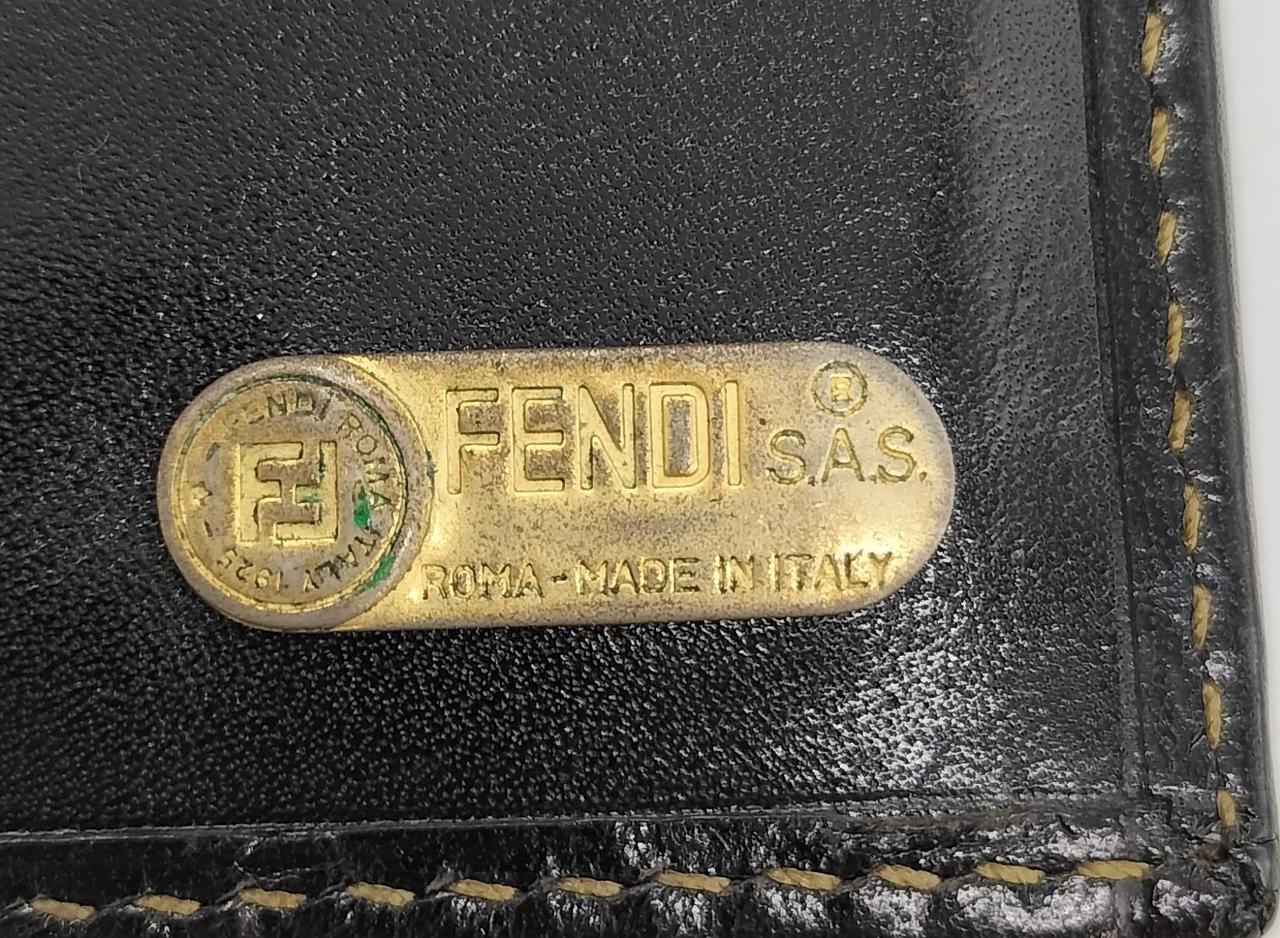 FENDI ROMA ITALY 1925
FF
FENDI
®
S.A.S.
ROMA - MADE IN ITALY